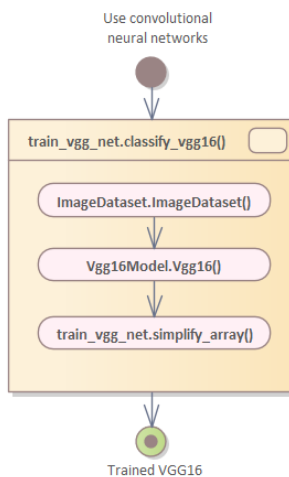 Use convolutional
neural networks
train_vgg_net.classify_vgg16()
ImageDataset.ImageDataset()
Vgg16Model.Vgg16()
train_vgg_net.simplify_array()
Trained VGG16